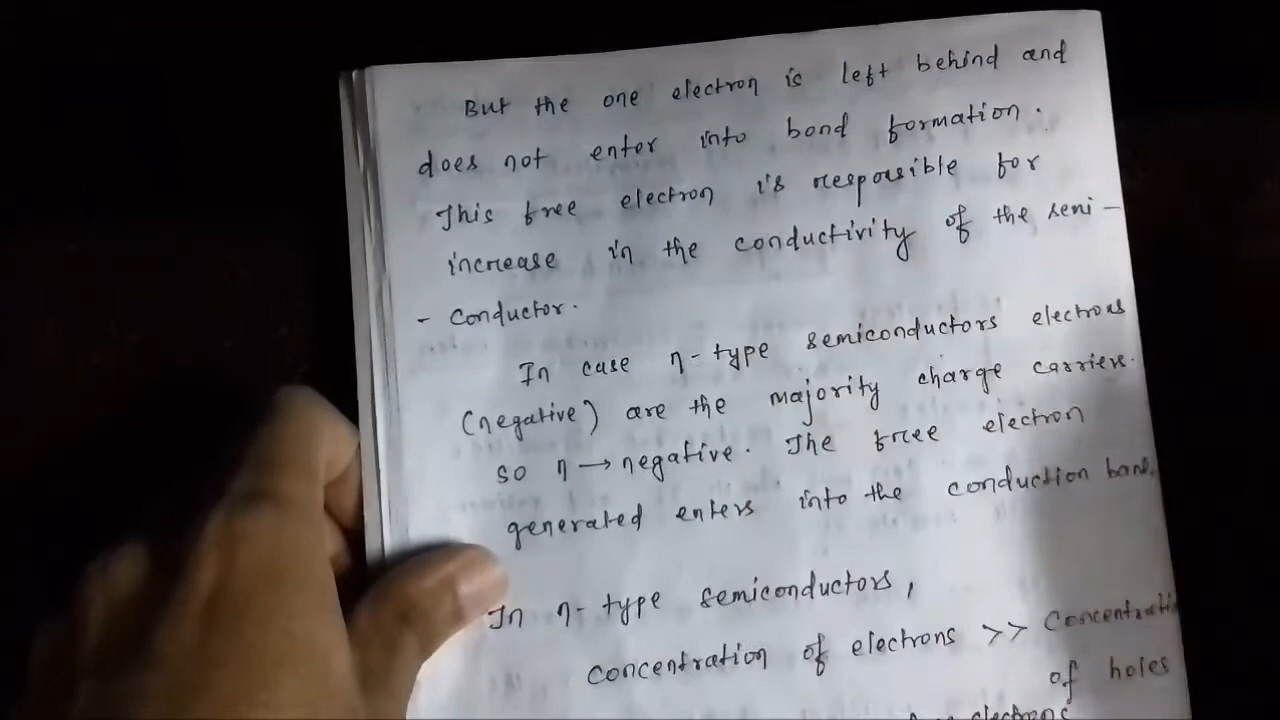 But the one electron is left behind and
does not enter into bond formation.
This free electron is responsible for
increase in the conductivity of the semi -
- conductor.
In case n-type semiconductors electrons
(negative) are the majority charge carriers.
so n → negative. The free electron
generated enters into the conduction band.
In n-type semiconductors,
concentration of electrons >> Concentration
of holes
electrons